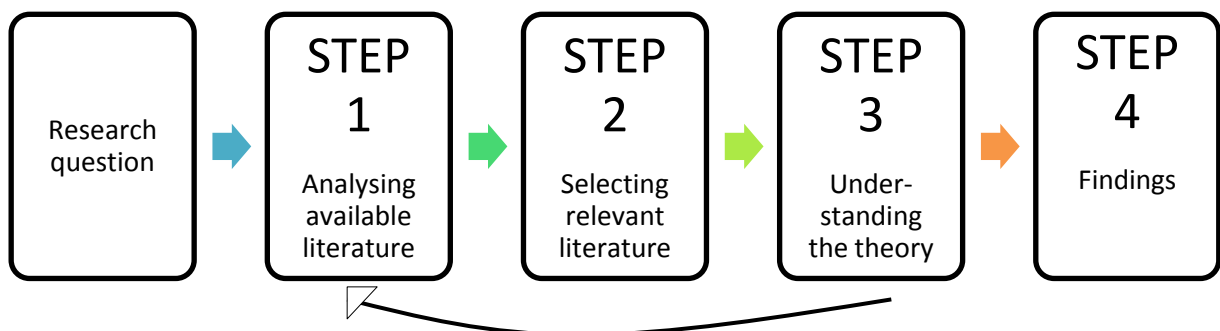 Research
question
STEP
1
Analysing
available
literature
STEP
2
Selecting
relevant
literature
STEP
3
Under-
standing
the theory
STEP
4
Findings